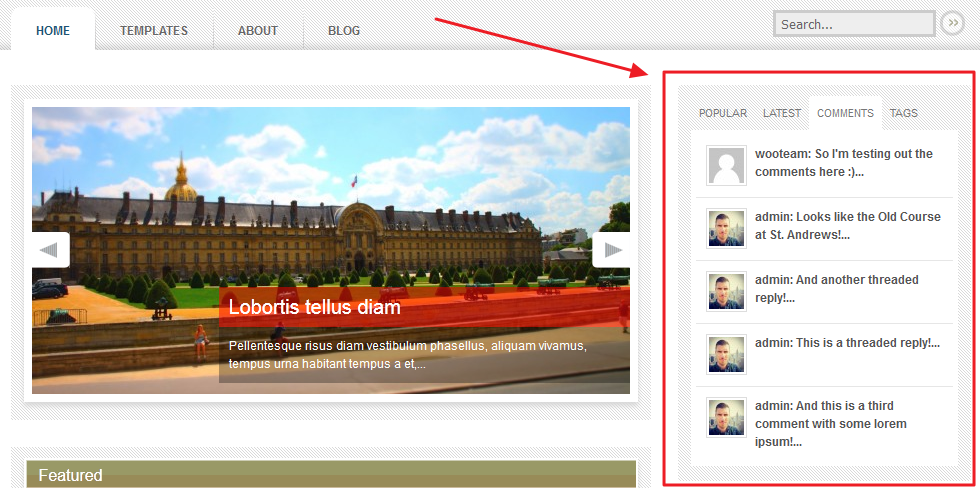 HOME TEMPLATES ABOUT BLOG Search... »
POPULAR LATEST COMMENTS TAGS
wooteam: So I'm testing out the
comments here :)...
admin: Looks like the Old Course
at St. Andrews!...
admin: And another threaded
reply!...
admin: This is a threaded reply!...
admin: And this is a third
comment with some lorem
ipsum!...
Lobortis tellus diam
Pellentesque risus diam vestibulum phasellus, aliquam vivamus,
tempus urna habitant tempus a et,...
Featured